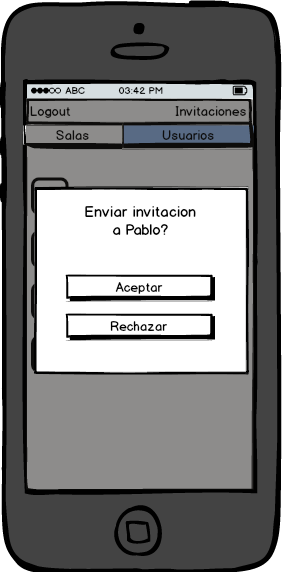 ABC 03:42 PM
Logout Invitaciones
Salas Usuarios
Enviar invitacion
a Pablo?
Aceptar
Rechazar